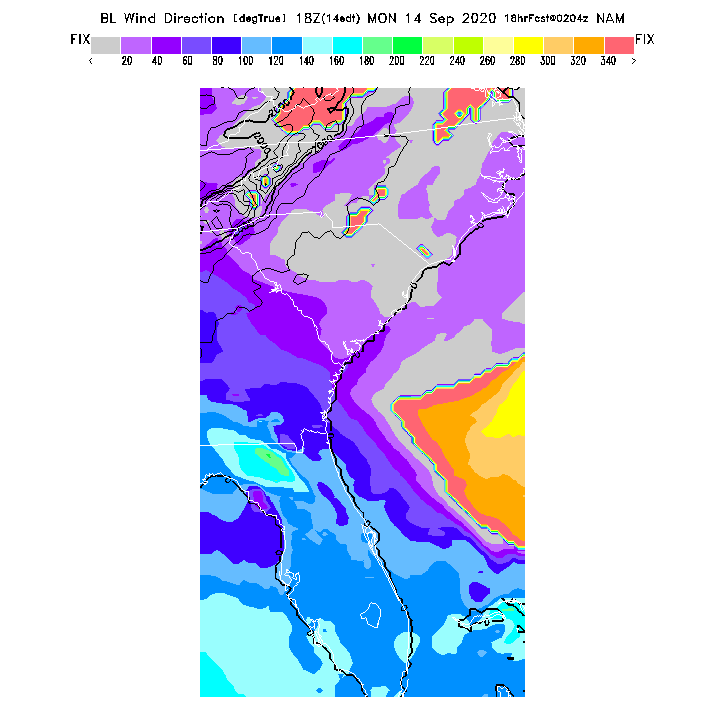 BL Wind Direction [degTrue] 18Z(14edt) MON 14 Sep 2020 18hrFcst@0204z NAM
FIX FIX
< 20 40 60 80 100 120 140 160 180 200 220 240 260 280 300 320 340 >